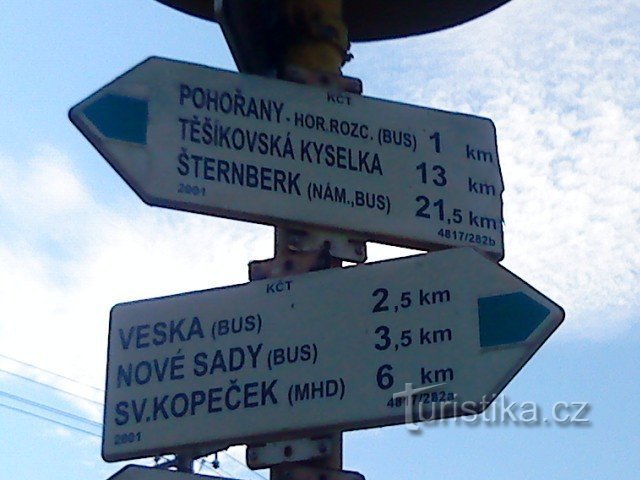 KČT
POHOŘANY - HOR.ROZC. (BUS) 1 km
TĚŠÍKOVSKÁ KYSELKA 13 km
ŠTERNBERK (NÁM.,BUS) 21,5 km
2001 4817/282b
KČT
VESKA (BUS) 2,5 km
NOVÉ SADY (BUS) 3,5 km
SV.KOPEČEK (MHD) 6 km
2001 4817/282a
turistika.cz